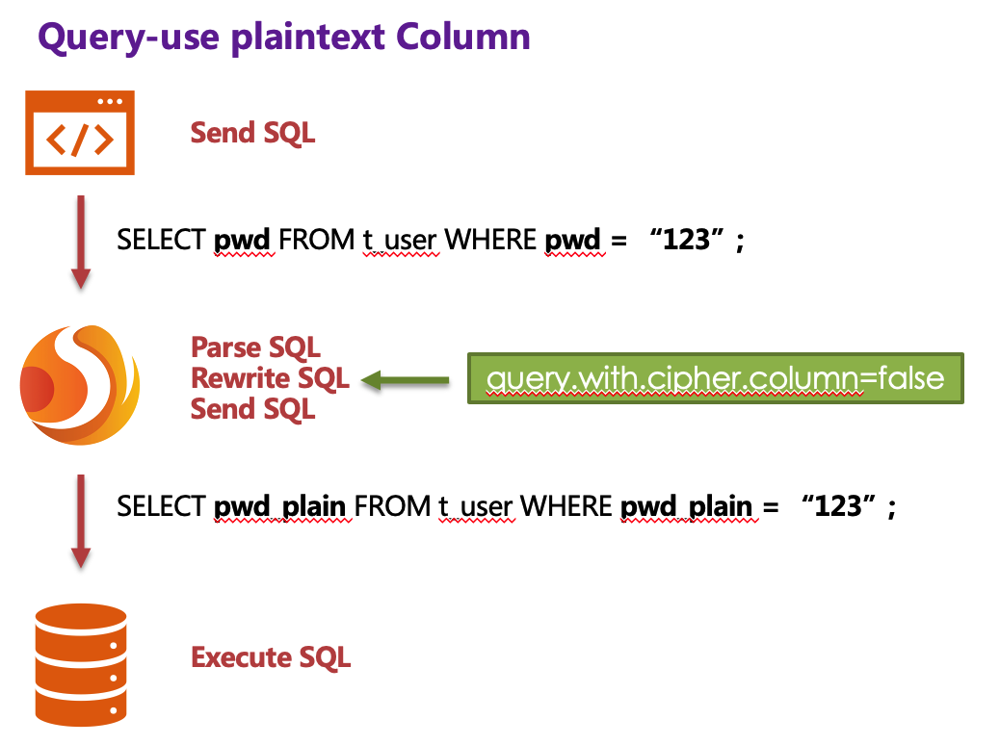 Query-use plaintext Column
</>
Send SQL
SELECT pwd FROM t_user WHERE pwd = “123” ;
Parse SQL
Rewrite SQL
Send SQL
query.with.cipher.column=false
SELECT pwd_plain FROM t_user WHERE pwd_plain = “123” ;
Execute SQL